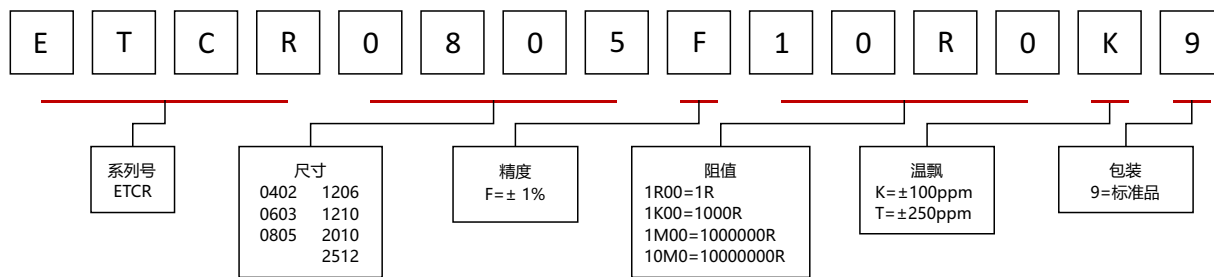 E T C R 0 8 0 5 F 1 0 R 0 K 9
系列号
ETCR
尺寸
0402 1206
0603 1210
0805 2010
2512
精度
F=± 1%
阻值
1R00=1R
1K00=1000R
1M00=1000000R
10M0=10000000R
温飘
K=±100ppm
T=±250ppm
包装
9=标准品